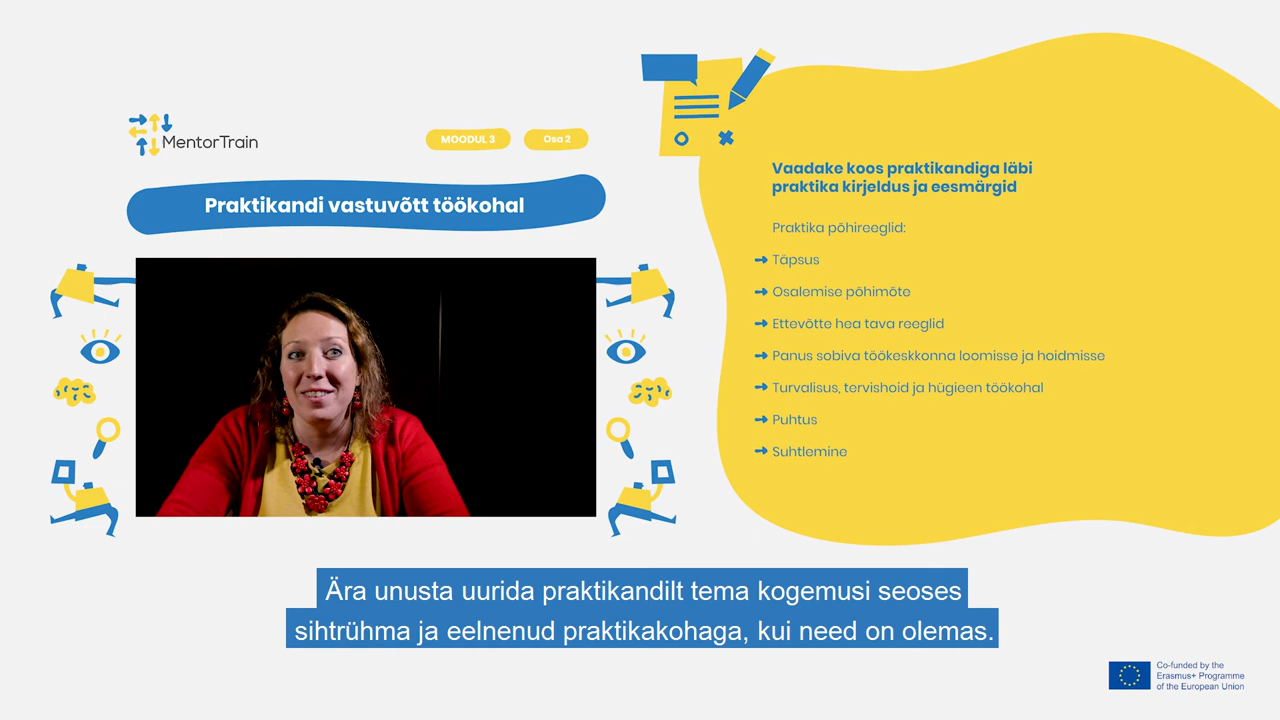 MentorTrain
MOODUL 3
Osa 2
Praktikandi vastuvõtt töökohal
Vaadake koos praktikandiga läbi
praktika kirjeldus ja eesmärgid
Praktika põhireeglid:
Täpsus
Osalemise põhimõte
Ettevõtte hea tava reeglid
Panus sobiva töökeskkonna loomisse ja hoidmisse
Turvalisus, tervishoid ja hügieen töökohal
Puhtus
Suhtlemine
Ära unusta uurida praktikandilt tema kogemusi seoses
sihtrühma ja eelnenud praktikakohaga, kui need on olemas.
Co-funded by the
Erasmus+ Programme
of the European Union